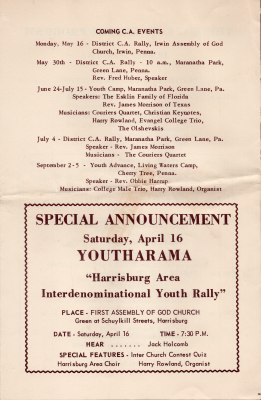 COMING C.A. EVENTS
Monday, May 16 - District C.A. Rally, Irwin Assembly of God
Church, Irwin, Penna.
May 30th - District C.A. Rally - 10 a.m., Maranatha Park,
Green Lane, Penna.
Rev. Fred Huber, Speaker
June 24-July 15 - Youth Camp, Maranatha Park, Green Lane, Pa.
Speakers: The Esklin Family of Florida
Rev. James Morrison of Texas
Musicians: Couriers Quartet, Christian Keynotes,
Harry Rowland, Evangel College Trio,
The Olshevskis
July 4 - District C.A. Rally, Maranatha Park, Green Lane, Pa.
Speaker - Rev. James Morrison
Musicians - The Couriers Quartet
September 2-5 - Youth Advance, Living Waters Camp,
Cherry Tree, Penna.
Speaker - Rev. Obbie Harrup
Musicians: College Male Trio, Harry Rowland, Organist
SPECIAL ANNOUNCEMENT
Saturday, April 16
YOUTHARAMA
"Harrisburg Area
Interdenominational Youth Rally"
PLACE - FIRST ASSEMBLY OF GOD CHURCH
Green at Schuylkill Streets, Harrisburg
DATE - Saturday, April 16 TIME - 7:30 P.M.
HEAR ....... Jack Holcomb
SPECIAL FEATURES - Inter Church Contest Quiz
Harrisburg Area Choir Harry Rowland, Organist